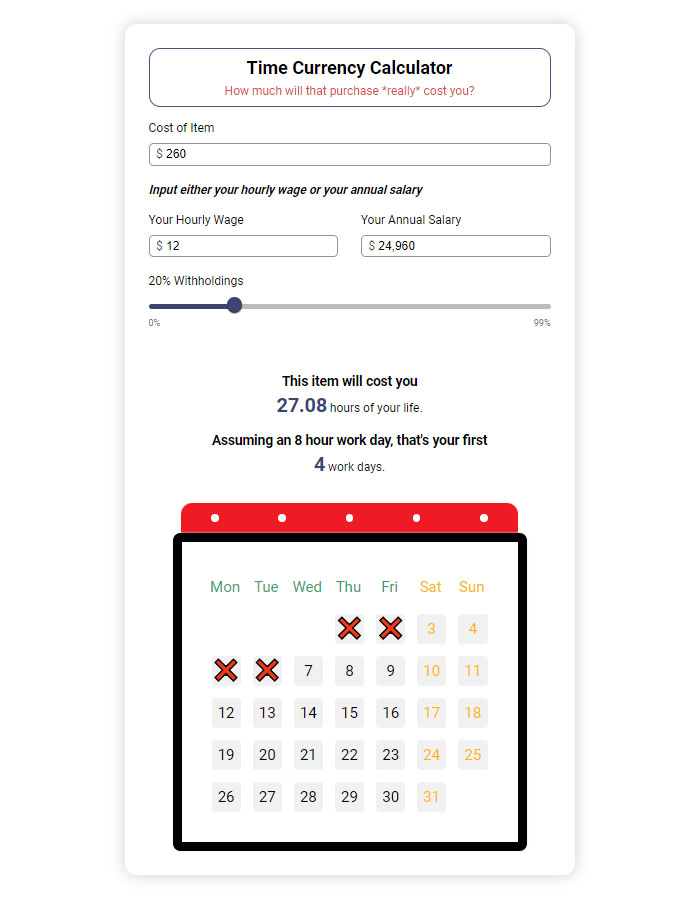 Time Currency Calculator
How much will that purchase *really* cost you?
Cost of Item
$ 260
Input either your hourly wage or your annual salary
Your Hourly Wage Your Annual Salary
$ 12 $ 24,960
20% Withholdings
0% 99%
This item will cost you
27.08 hours of your life.
Assuming an 8 hour work day, that's your first
4 work days.
Mon Tue Wed Thu Fri Sat Sun
3 4
7 8 9 10 11
12 13 14 15 16 17 18
19 20 21 22 23 24 25
26 27 28 29 30 31